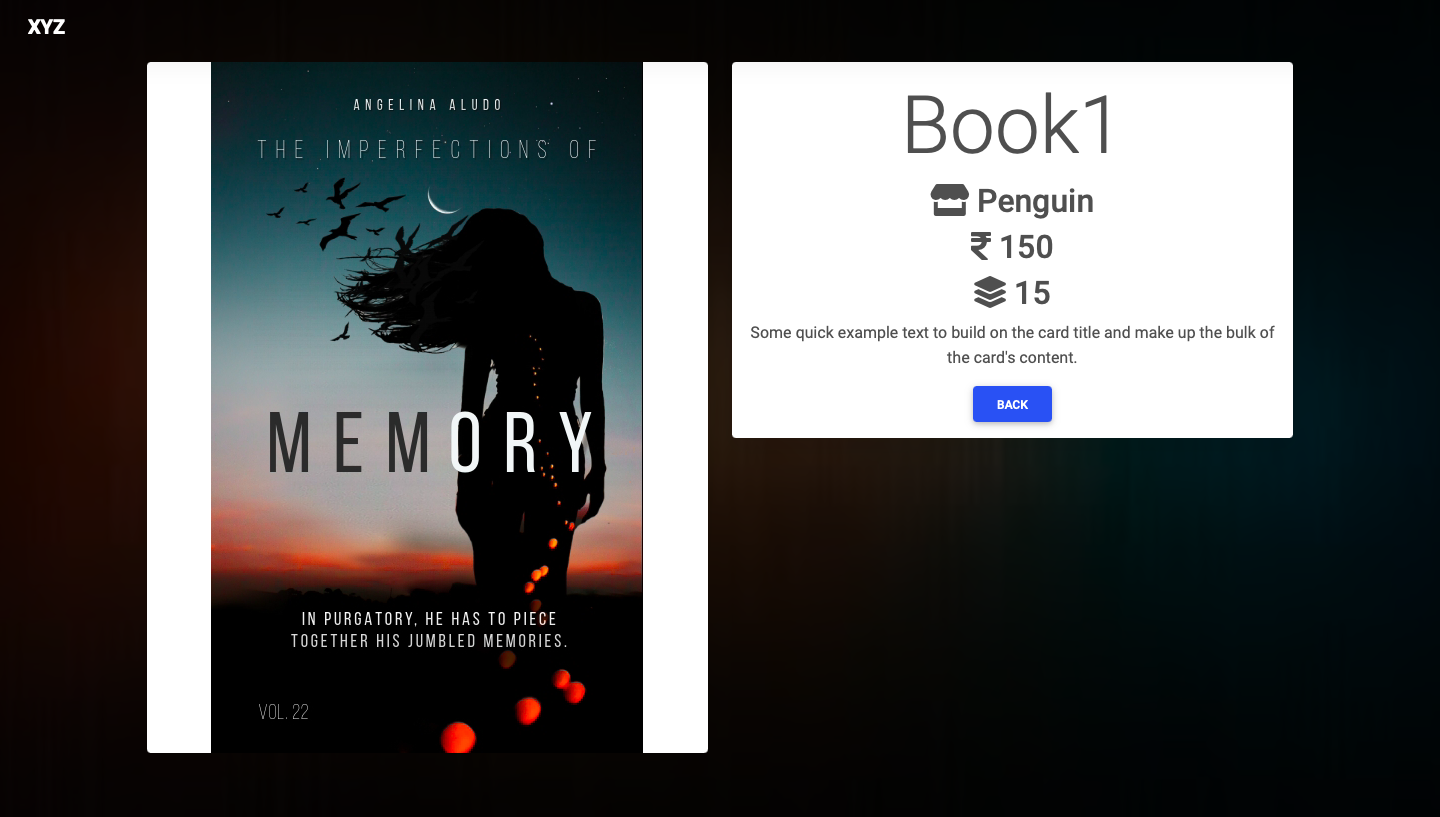 XYZ
ANGELINA ALUDO
THE IMPERFECTIONS OF
MEMORY
IN PURGATORY, HE HAS TO PIECE
TOGETHER HIS JUMBLED MEMORIES.
VOL. 22
Book1
Penguin
₹ 150
15
Some quick example text to build on the card title and make up the bulk of
the card's content.
BACK